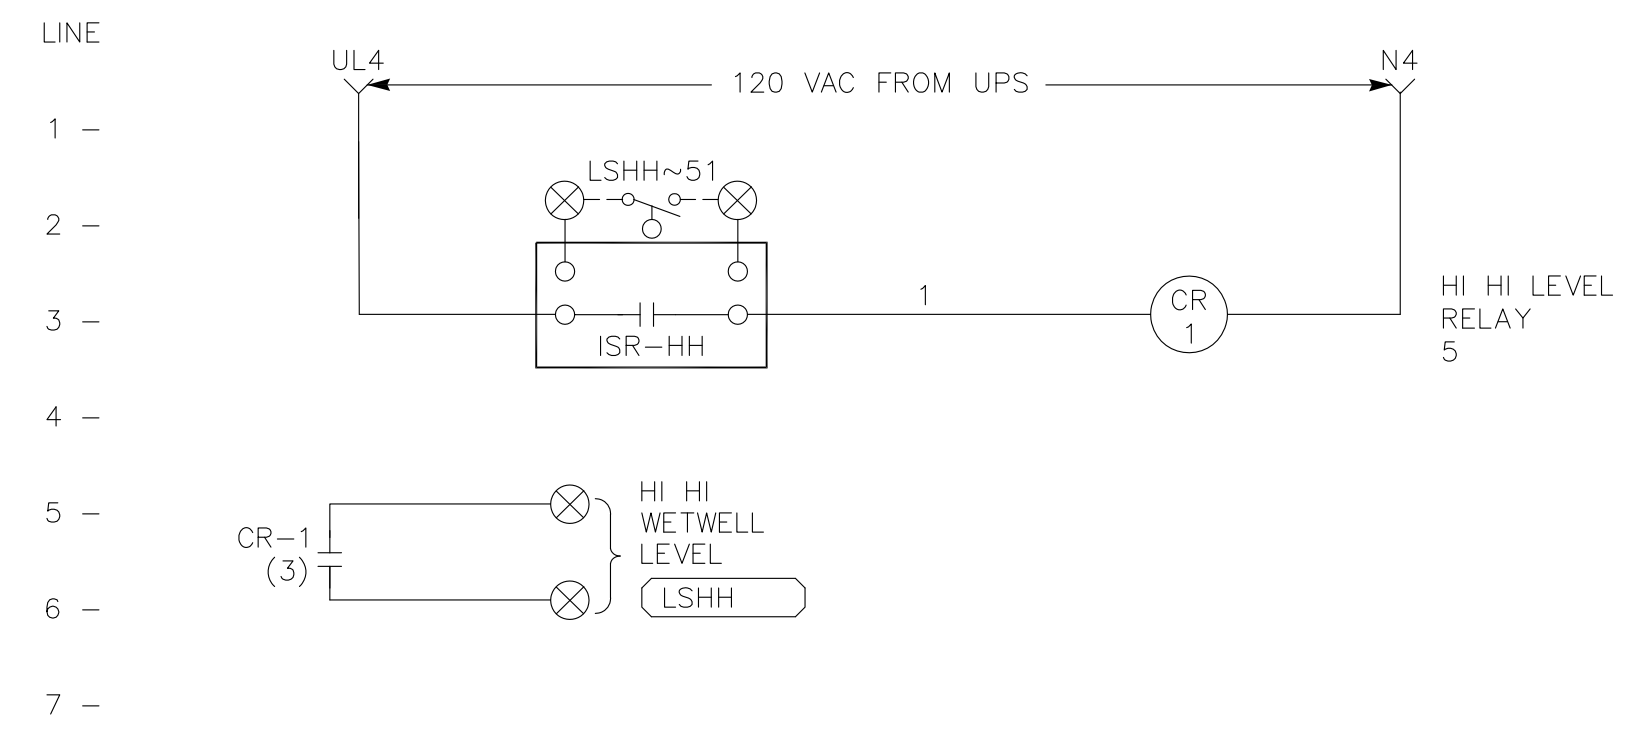 LINE
UL4
120 VAC FROM UPS
N4
1 –
LSHH~51
2 –
3 –
ISR–HH
1
CR
1
HI HI LEVEL
RELAY
5
4 –
5 –
CR–1
(3)
HI HI
WETWELL
LEVEL
LSHH
6 –
7 –